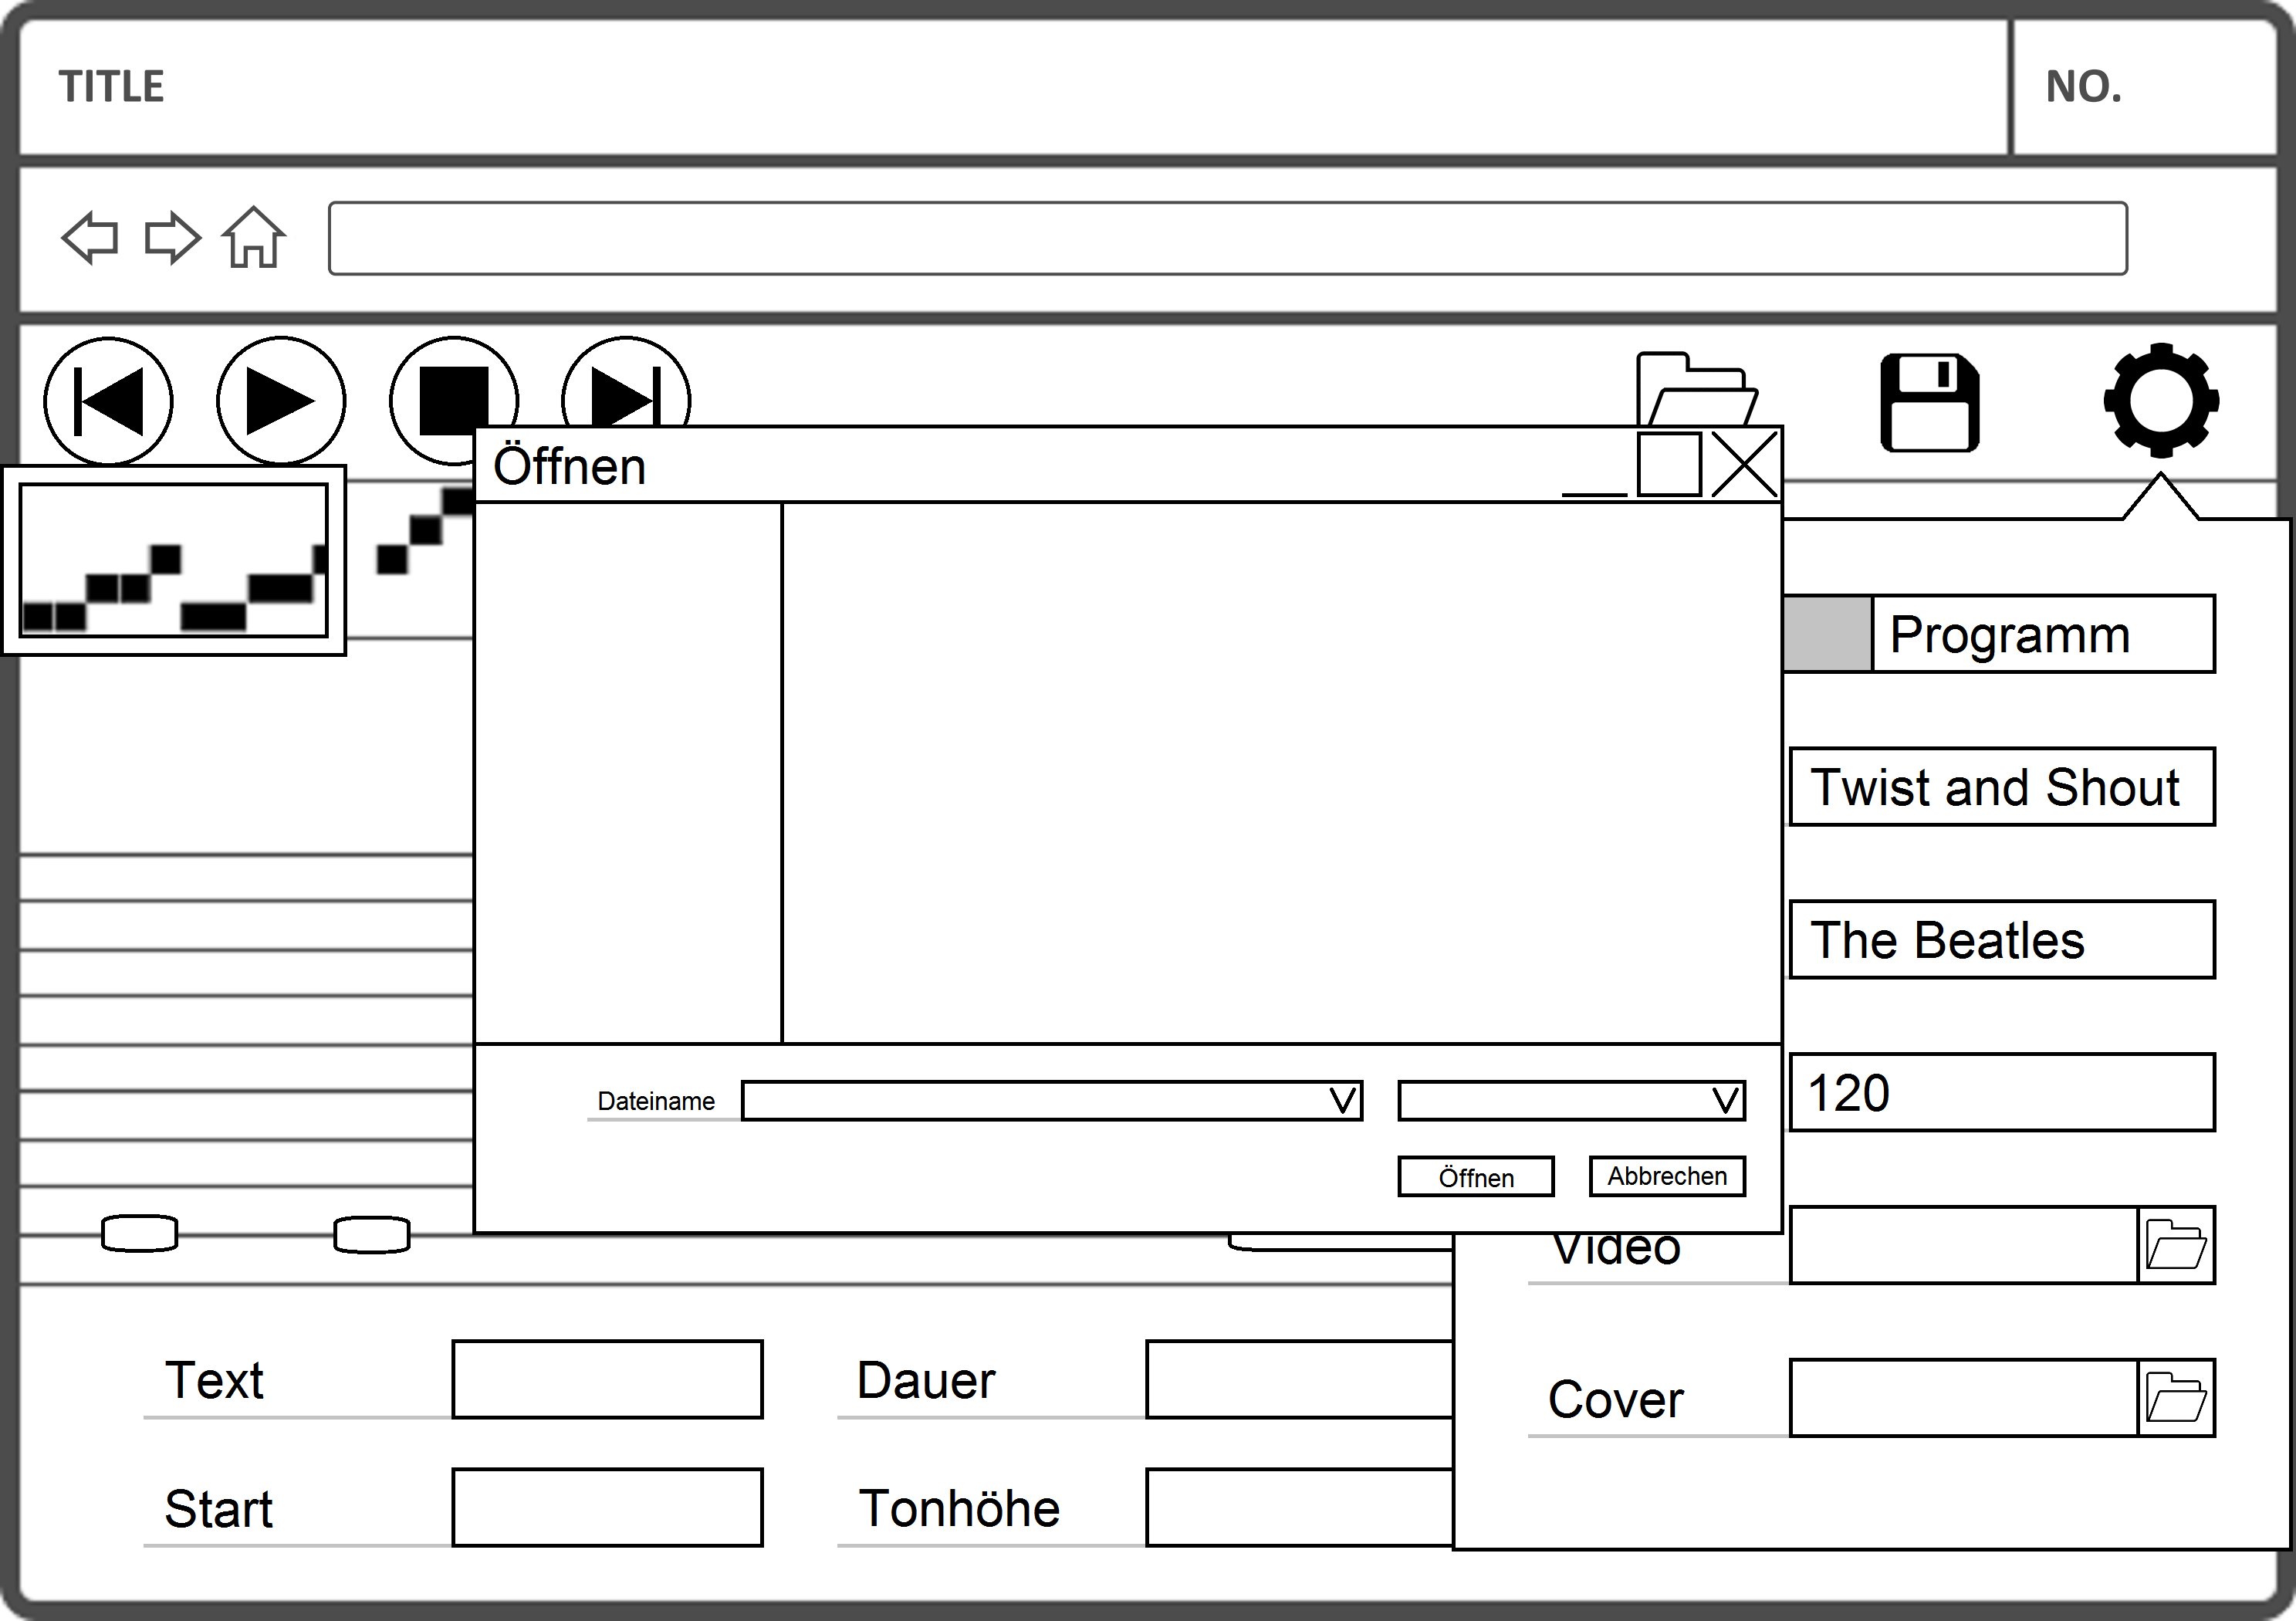 TITLE
NO.
Öffnen
Programm
Twist and Shout
The Beatles
120
Dateiname
Öffnen
Abbrechen
Video
Cover
Text
Dauer
Start
Tonhöhe